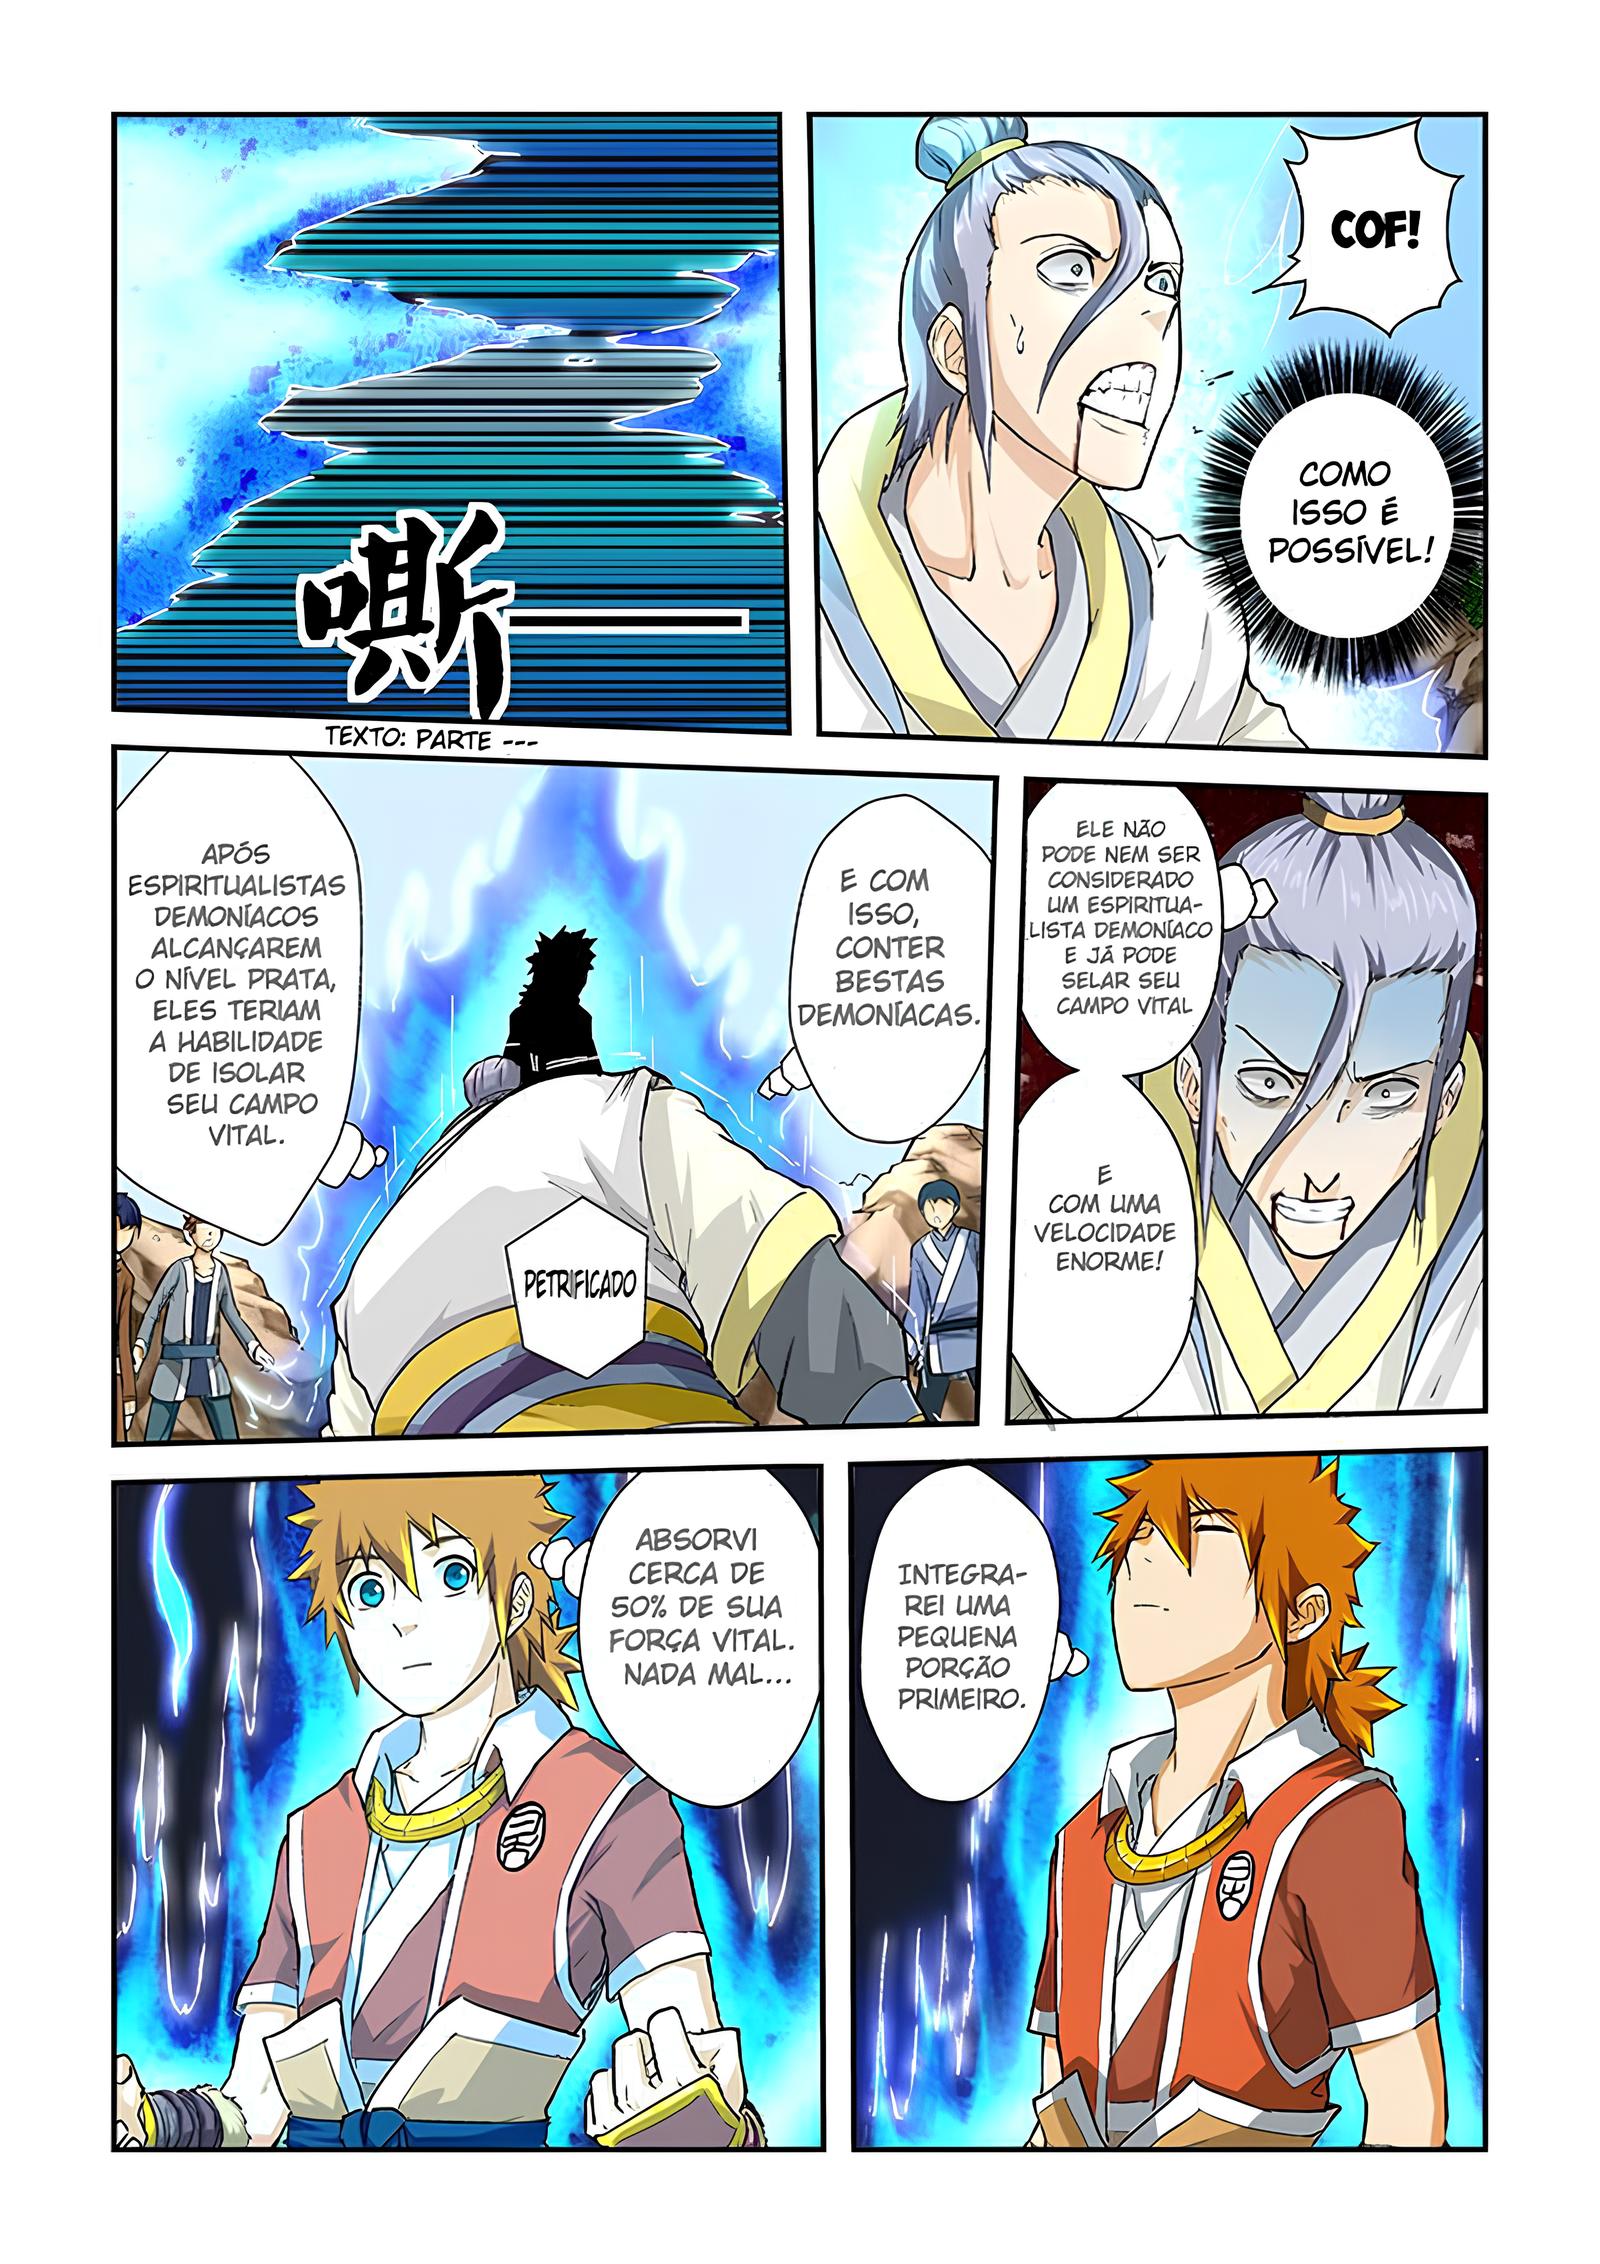 嘶——
TEXTO: PARTE ---
COF!
COMO
ISSO É
POSSÍVEL!
APÓS
ESPIRITUALISTAS
DEMONÍACOS
ALCANÇAREM
O NÍVEL PRATA,
ELES TERIAM
A HABILIDADE
DE ISOLAR
SEU CAMPO
VITAL.
E COM
ISSO,
CONTER
BESTAS
DEMONÍACAS.
PETRIFICADO
ELE NÃO
PODE NEM SER
CONSIDERADO
UM ESPIRITUA-
LISTA DEMONÍACO
E JÁ PODE
SELAR SEU
CAMPO VITAL
E
COM UMA
VELOCIDADE
ENORME!
ABSORVI
CERCA DE
50% DE SUA
FORÇA VITAL.
NADA MAL...
INTEGRA-
REI UMA
PEQUENA
PORÇÃO
PRIMEIRO.